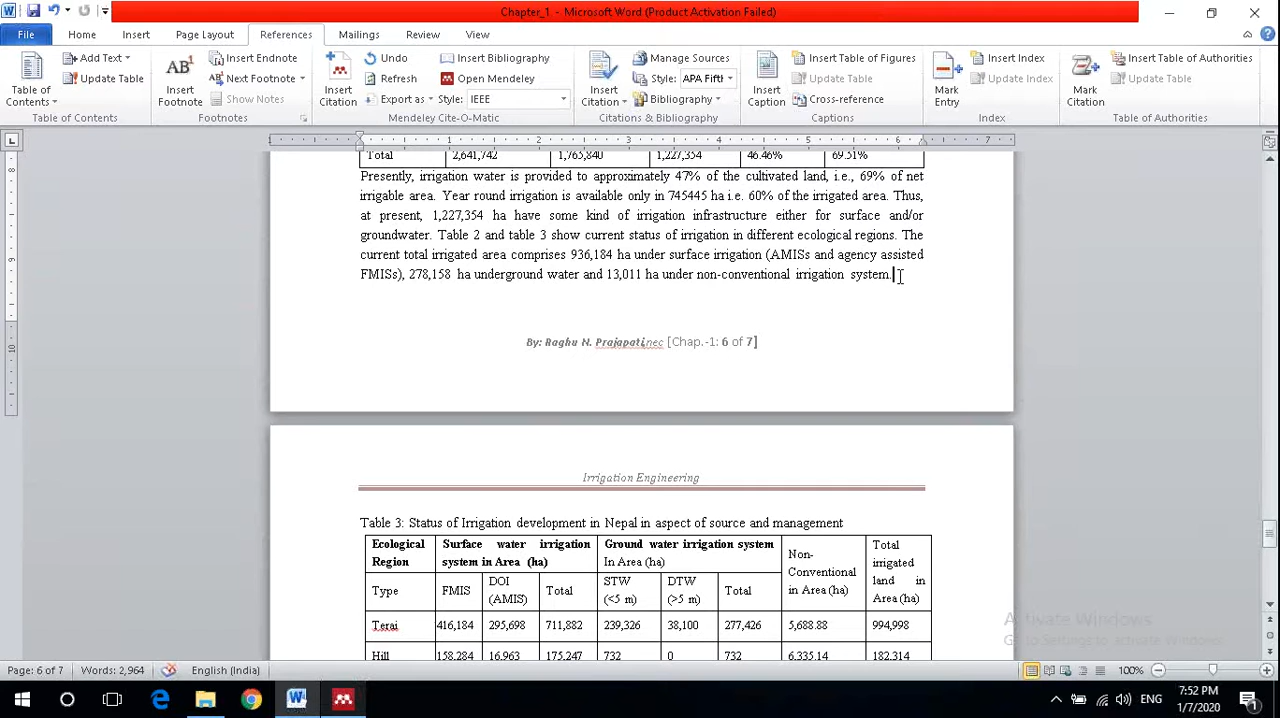 Chapter_1 - Microsoft Word (Product Activation Failed)
File Home Insert Page Layout References Mailings Review View
Table of Contents
Add Text
Update Table
Table of Contents
AB1
Insert Footnote
Insert Endnote
Next Footnote
Show Notes
Footnotes
Insert Citation
Undo
Refresh
Export as
Insert Bibliography
Open Mendeley
Style: IEEE
Mendeley Cite-O-Matic
Insert Citation
Manage Sources
Style: APA Fifth
Bibliography
Citations & Bibliography
Insert Caption
Insert Table of Figures
Update Table
Cross-reference
Captions
Mark Entry
Insert Index
Update Index
Index
Mark Citation
Insert Table of Authorities
Update Table
Table of Authorities
Total 2,641,742 1,765,840 1,227,354 46.46% 69.51%
Presently, irrigation water is provided to approximately 47% of the cultivated land, i.e., 69% of net
irrigable area. Year round irrigation is available only in 745445 ha i.e. 60% of the irrigated area. Thus,
at present, 1,227,354 ha have some kind of irrigation infrastructure either for surface and/or
groundwater. Table 2 and table 3 show current status of irrigation in different ecological regions. The
current total irrigated area comprises 936,184 ha under surface irrigation (AMISs and agency assisted
FMISs), 278,158 ha underground water and 13,011 ha under non-conventional irrigation system.
By: Raghu N. Prajapati,nec [Chap.-1: 6 of 7]
Irrigation Engineering
Table 3: Status of Irrigation development in Nepal in aspect of source and management
Ecological Region
Surface water irrigation system in Area (ha)
Ground water irrigation system In Area (ha)
Non-Conventional in Area (ha)
Total irrigated land in Area (ha)
Type FMIS DOI (AMIS) Total STW (<5 m) DTW (>5 m) Total
Terai 416,184 295,698 711,882 239,326 38,100 277,426 5,688.88 994,998
Hill 158,284 16,963 175,247 732 0 732 6,335.14 182,314
Activate Windows
Go to Settings to activate Windows.
Page: 6 of 7 Words: 2,964 English (India) 100%
ENG
7:52 PM
1/7/2020